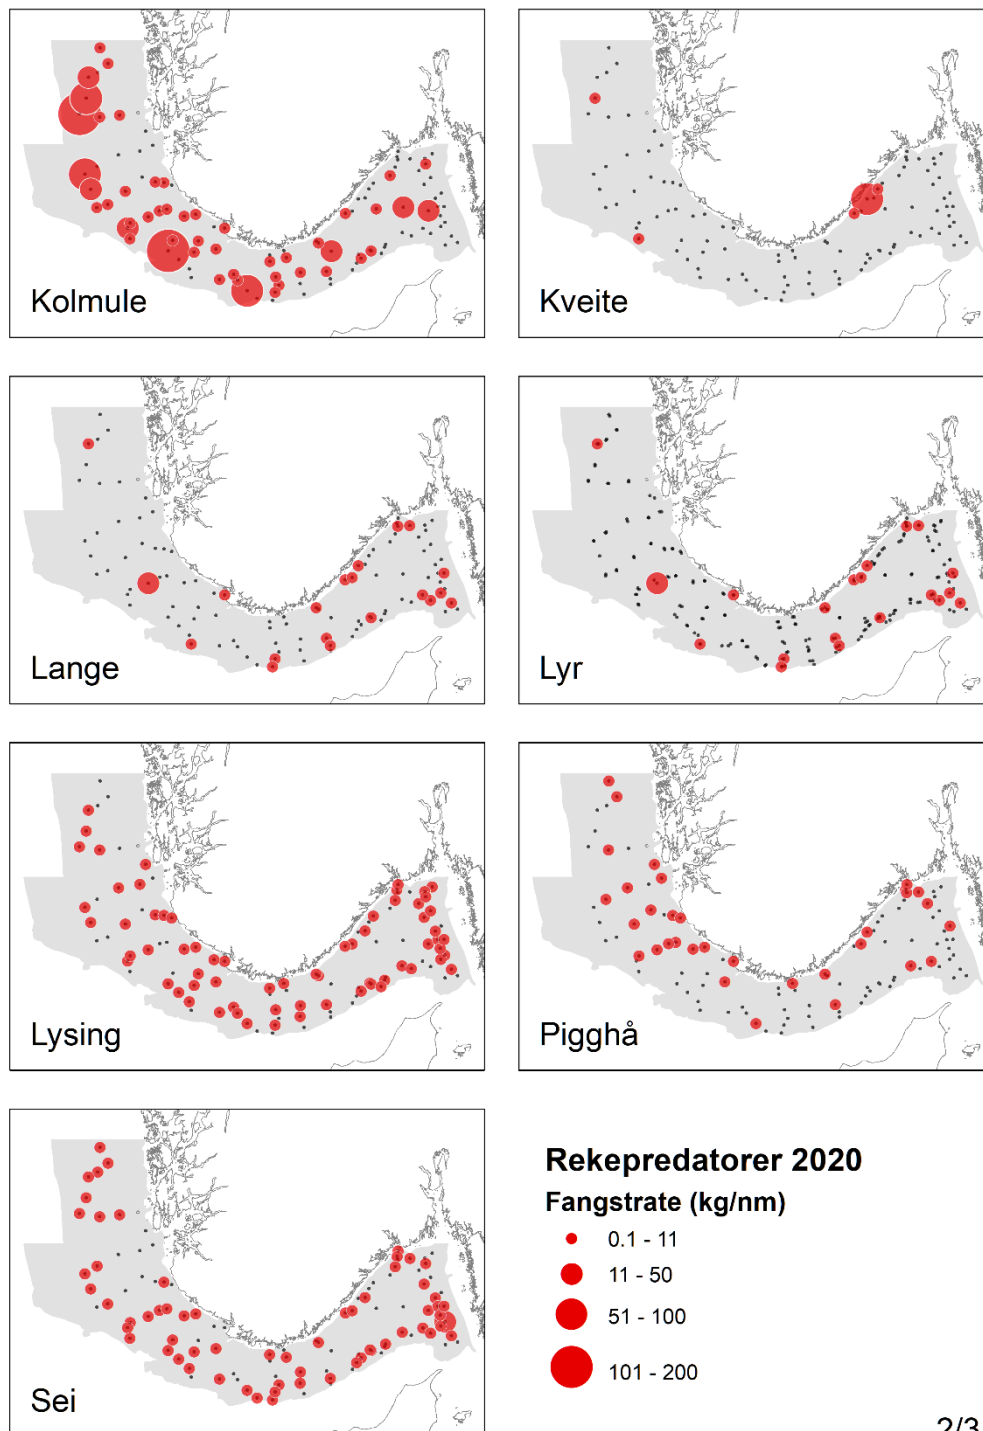 Kolmule
Kveite
Lange
Lyr
Lysing
Pigghå
Sei
Rekepredatorer 2020
Fangstrate (kg/nm)
0.1 - 11
11 - 50
51 - 100
101 - 200
2/3